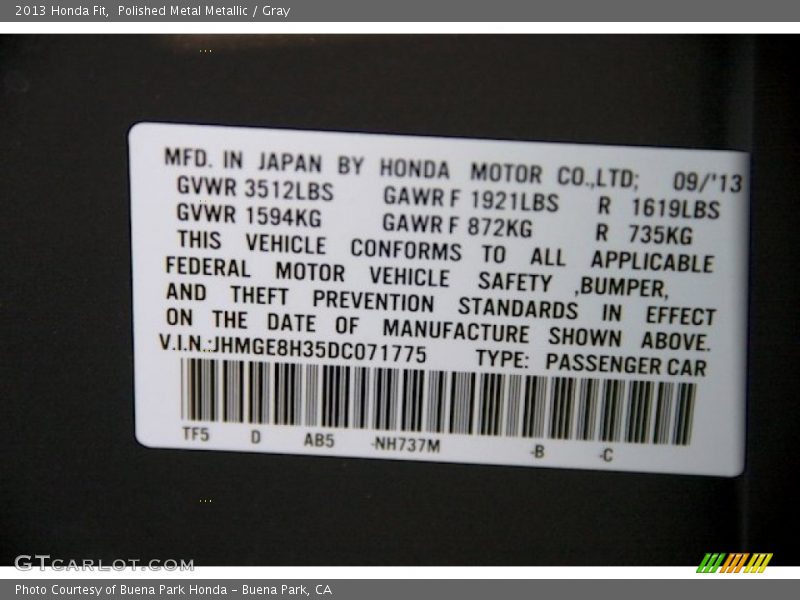 2013 Honda Fit,  Polished Metal Metallic / Gray
MFD. IN JAPAN BY HONDA MOTOR CO.,LTD; 09/'13
GVWR 3512LBS GAWR F 1921LBS R 1619LBS
GVWR 1594KG GAWR F 872KG R 735KG
THIS VEHICLE CONFORMS TO ALL APPLICABLE
FEDERAL MOTOR VEHICLE SAFETY ,BUMPER,
AND THEFT PREVENTION STANDARDS IN EFFECT
ON THE DATE OF MANUFACTURE SHOWN ABOVE.
V.I.N.:JHMGE8H35DC071775 TYPE: PASSENGER CAR
TF5 D AB5 -NH737M -B -C
GTCARLOT.COM
Photo Courtesy of Buena Park Honda – Buena Park, CA